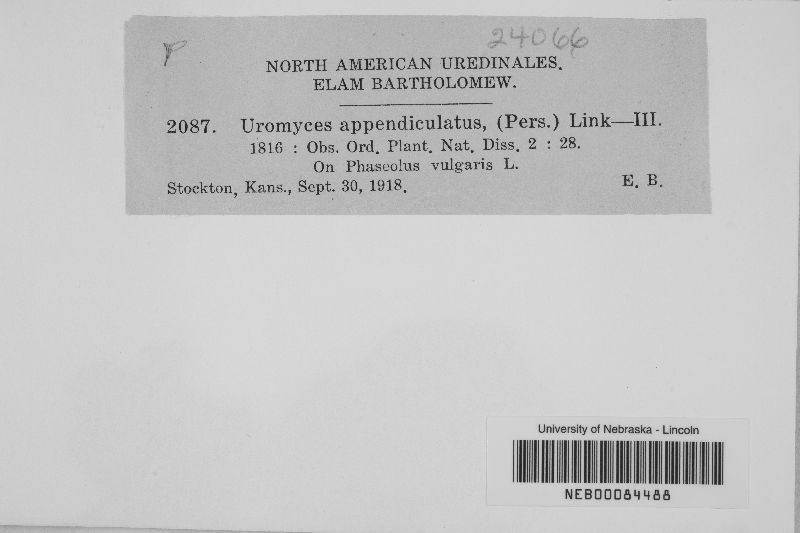 P
24066
NORTH AMERICAN UREDINALES.
ELAM BARTHOLOMEW.
2087. Uromyces appendiculatus, (Pers.) Link—III.
1816 : Obs. Ord. Plant. Nat. Diss. 2 : 28.
On Phaseolus vulgaris L.
Stockton, Kans., Sept. 30, 1918. E. B.
University of Nebraska - Lincoln
NEB00084488